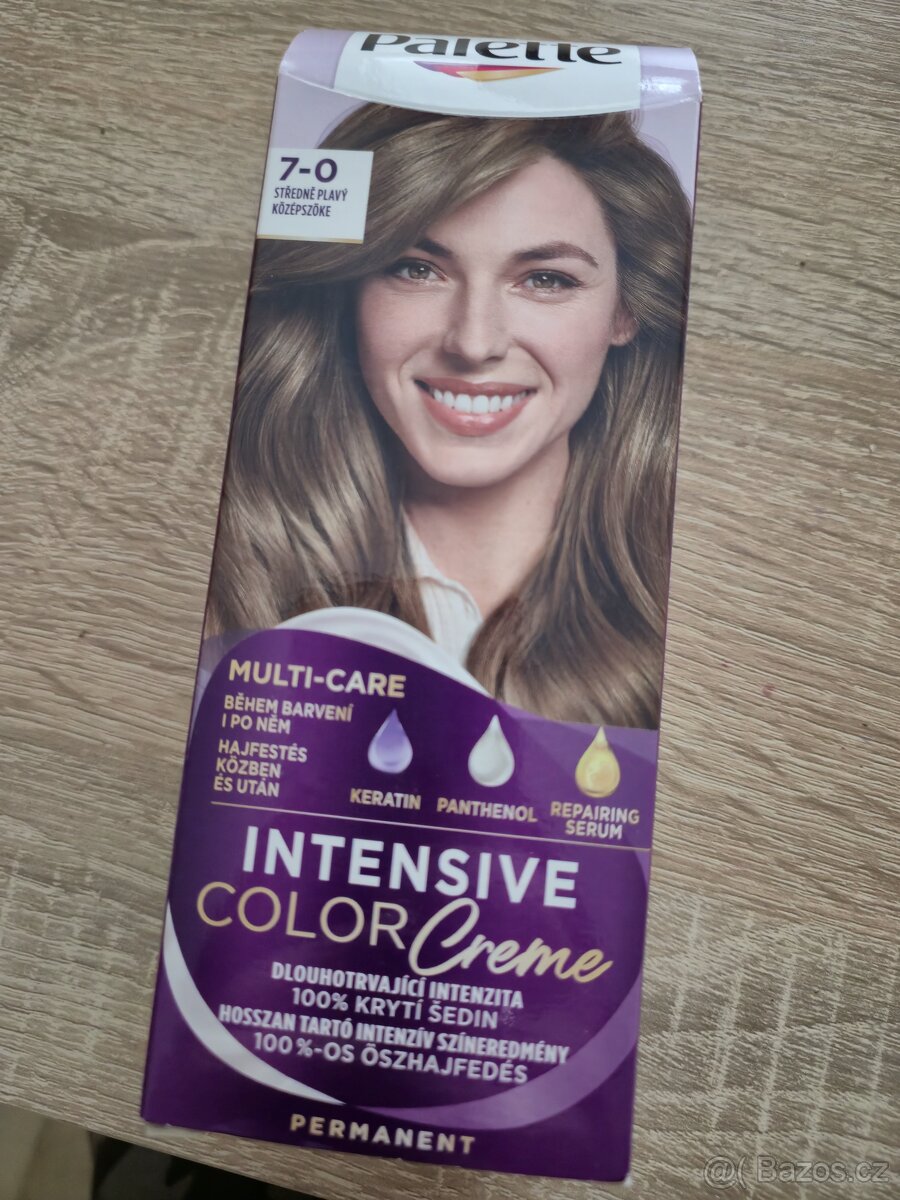 Palette
7-0
STŘEDNĚ PLAVÝ
KÖZÉPSZŐKE
MULTI-CARE
BĚHEM BARVENÍ
I PO NĚM
HAJFESTÉS
KÖZBEN
ÉS UTÁN
KERATIN
PANTHENOL
REPAIRING
SERUM
INTENSIVE
COLOR Creme
DLOUHOTRVAJÍCÍ INTENZITA
100% KRYTÍ ŠEDIN
HOSSZAN TARTÓ INTENZÍV SZÍNEREDMÉNY
100%-OS ŐSZHAJFEDÉS
PERMANENT
@( Bazos.cz